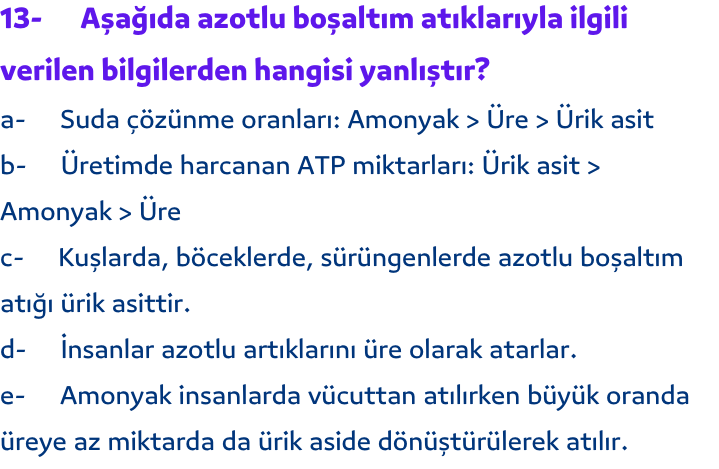 13- Aşağıda azotlu boşaltım atıklarıyla ilgili
verilen bilgilerden hangisi yanlıştır?
a- Suda çözünme oranları: Amonyak > Üre > Ürik asit
b- Üretimde harcanan ATP miktarları: Ürik asit >
Amonyak > Üre
c- Kuşlarda, böceklerde, sürüngenlerde azotlu boşaltım
atığı ürik asittir.
d- İnsanlar azotlu artıklarını üre olarak atarlar.
e- Amonyak insanlarda vücuttan atılırken büyük oranda
üreye az miktarda da ürik aside dönüştürülerek atılır.